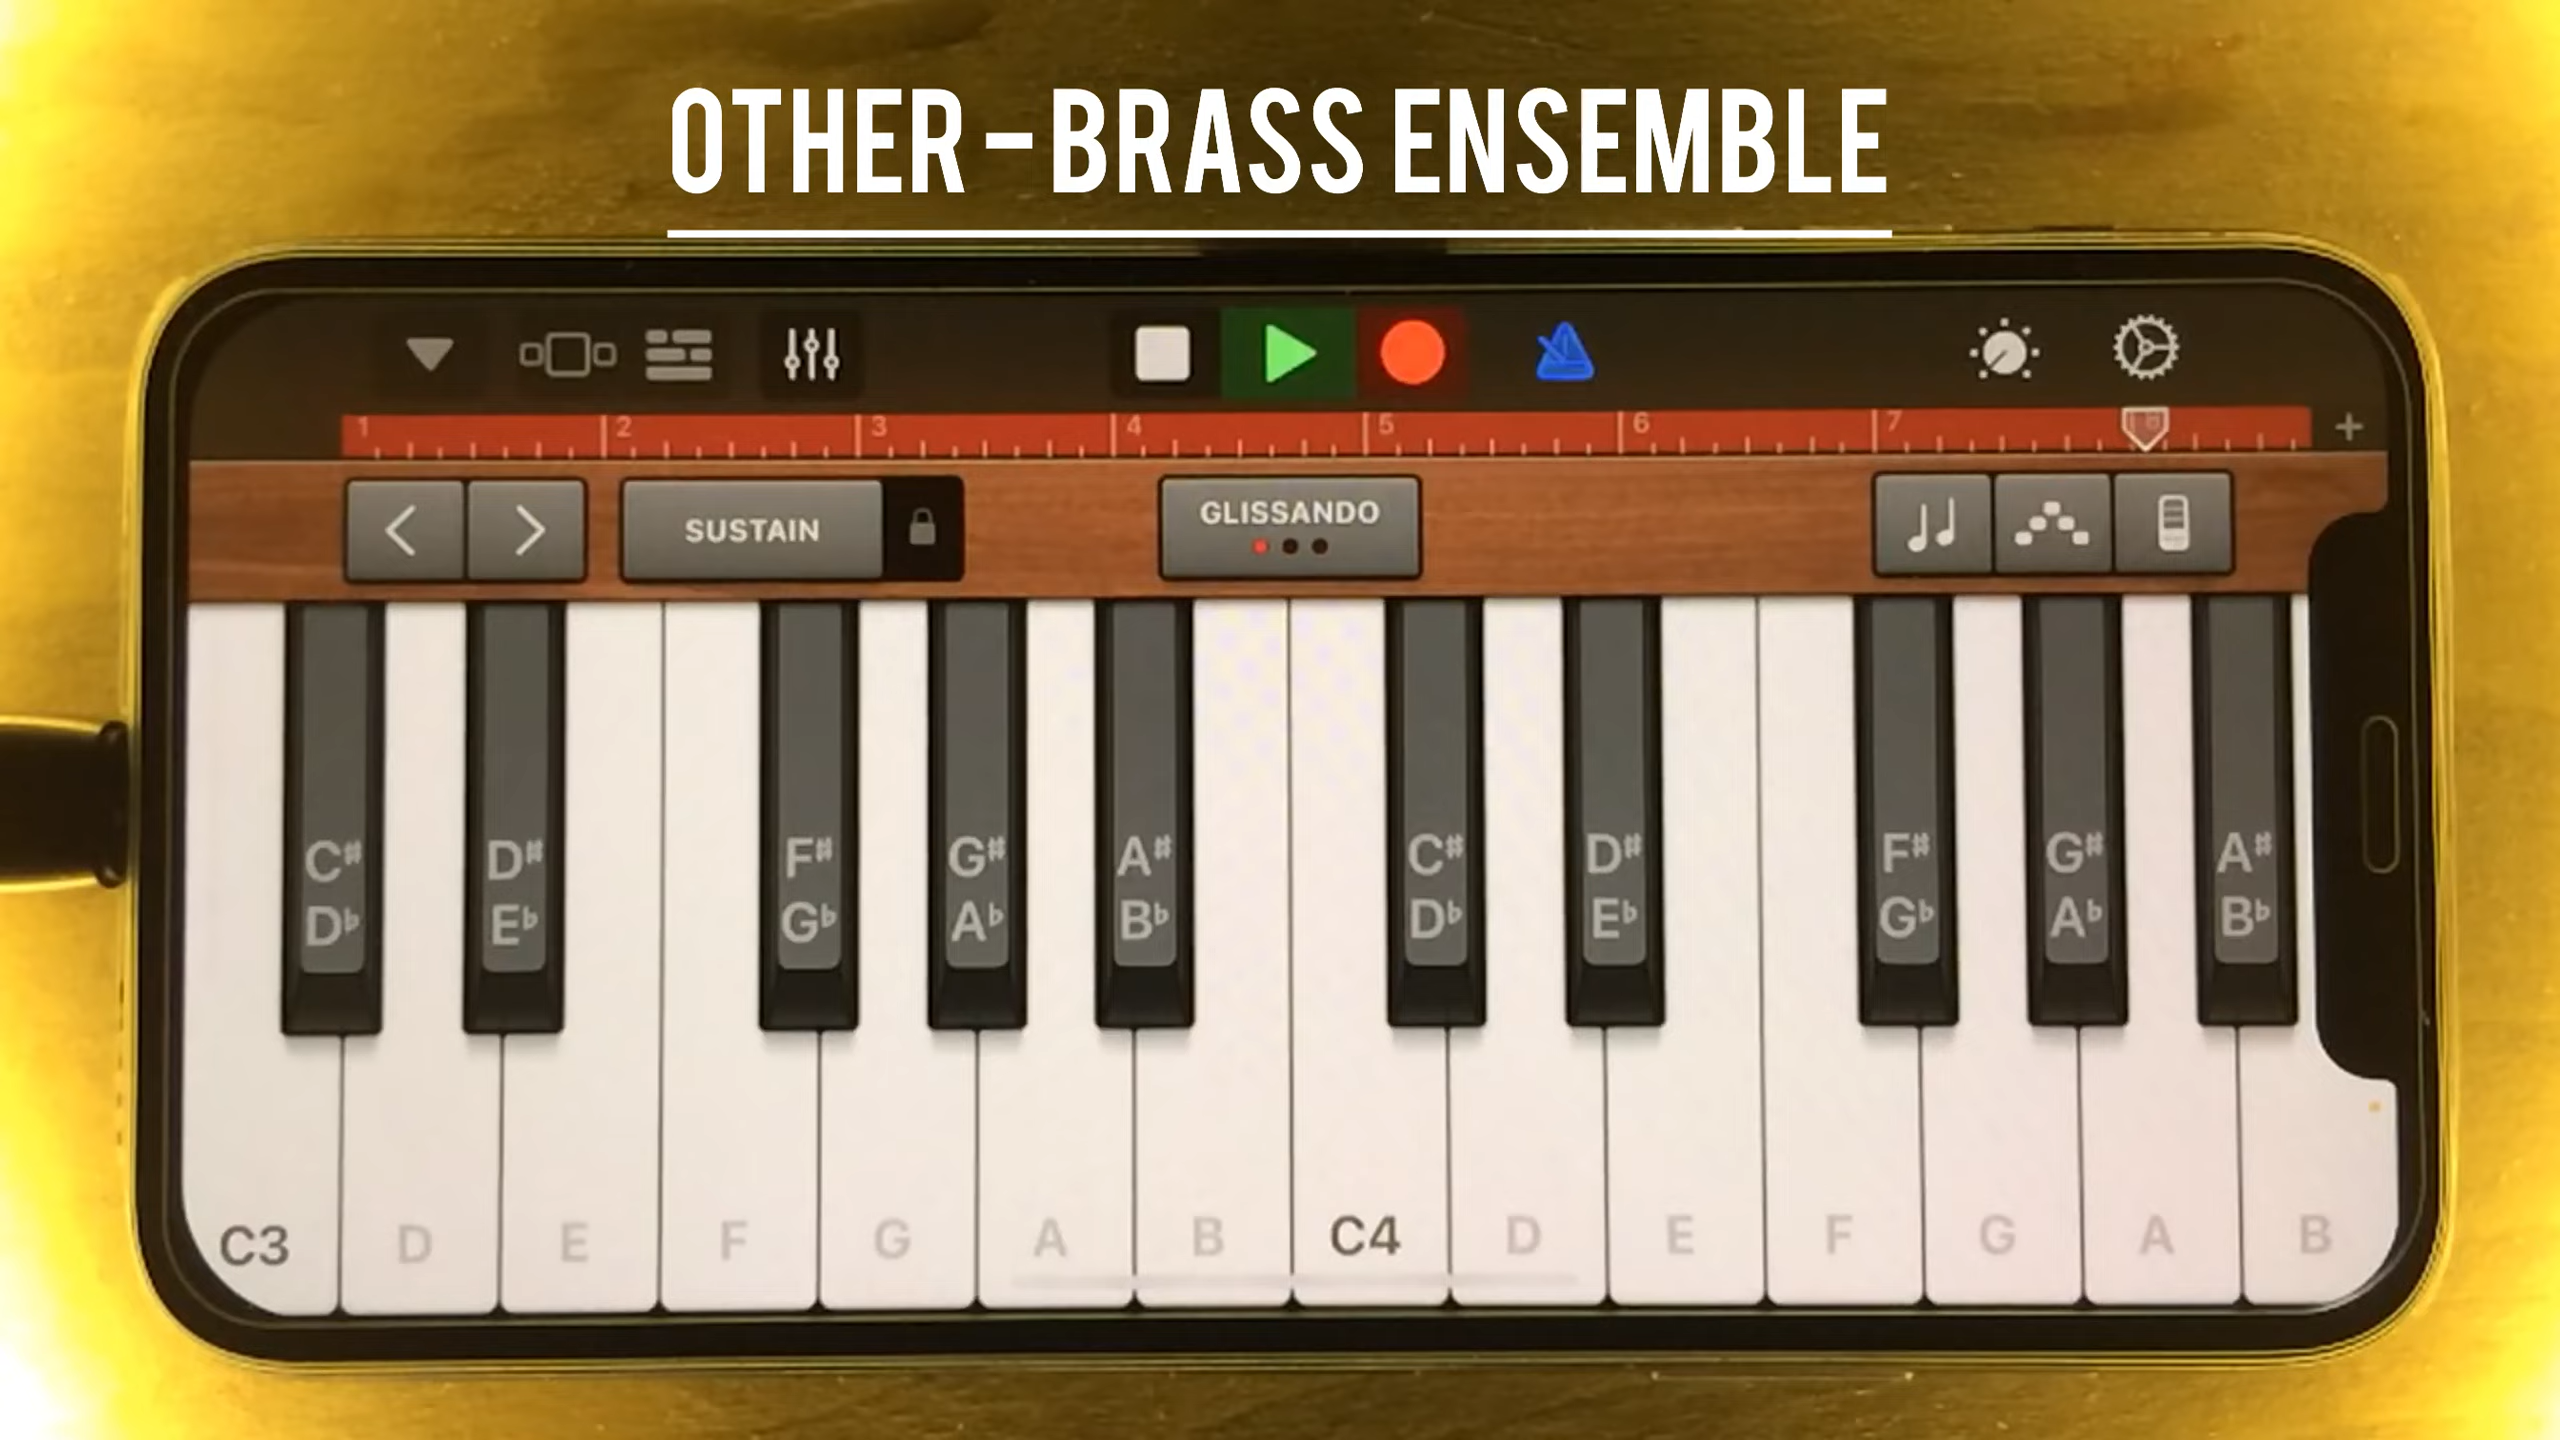 OTHER - BRASS ENSEMBLE
1 2 3 4 5 6 7
SUSTAIN
GLISSANDO
C♯ D♯ F♯ G♯ A♯ C♯ D♯ F♯ G♯ A♯
D♭ E♭ G♭ A♭ B♭ D♭ E♭ G♭ A♭ B♭
C3 D E F G A B C4 D E F G A B